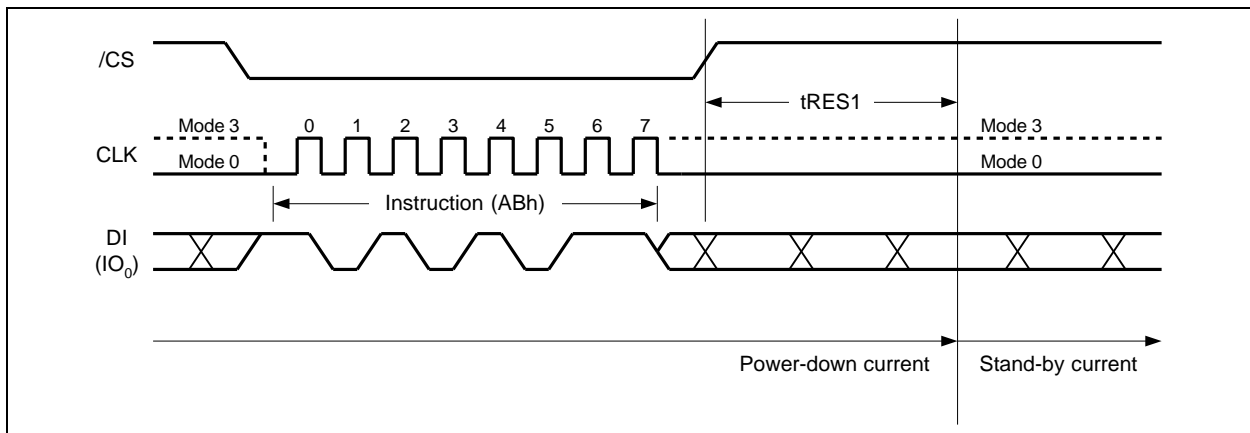 /CS
tRES1
Mode 3 0 1 2 3 4 5 6 7 Mode 3
CLK
Mode 0 Mode 0
Instruction (ABh)
DI
(IO0)
Power-down current Stand-by current